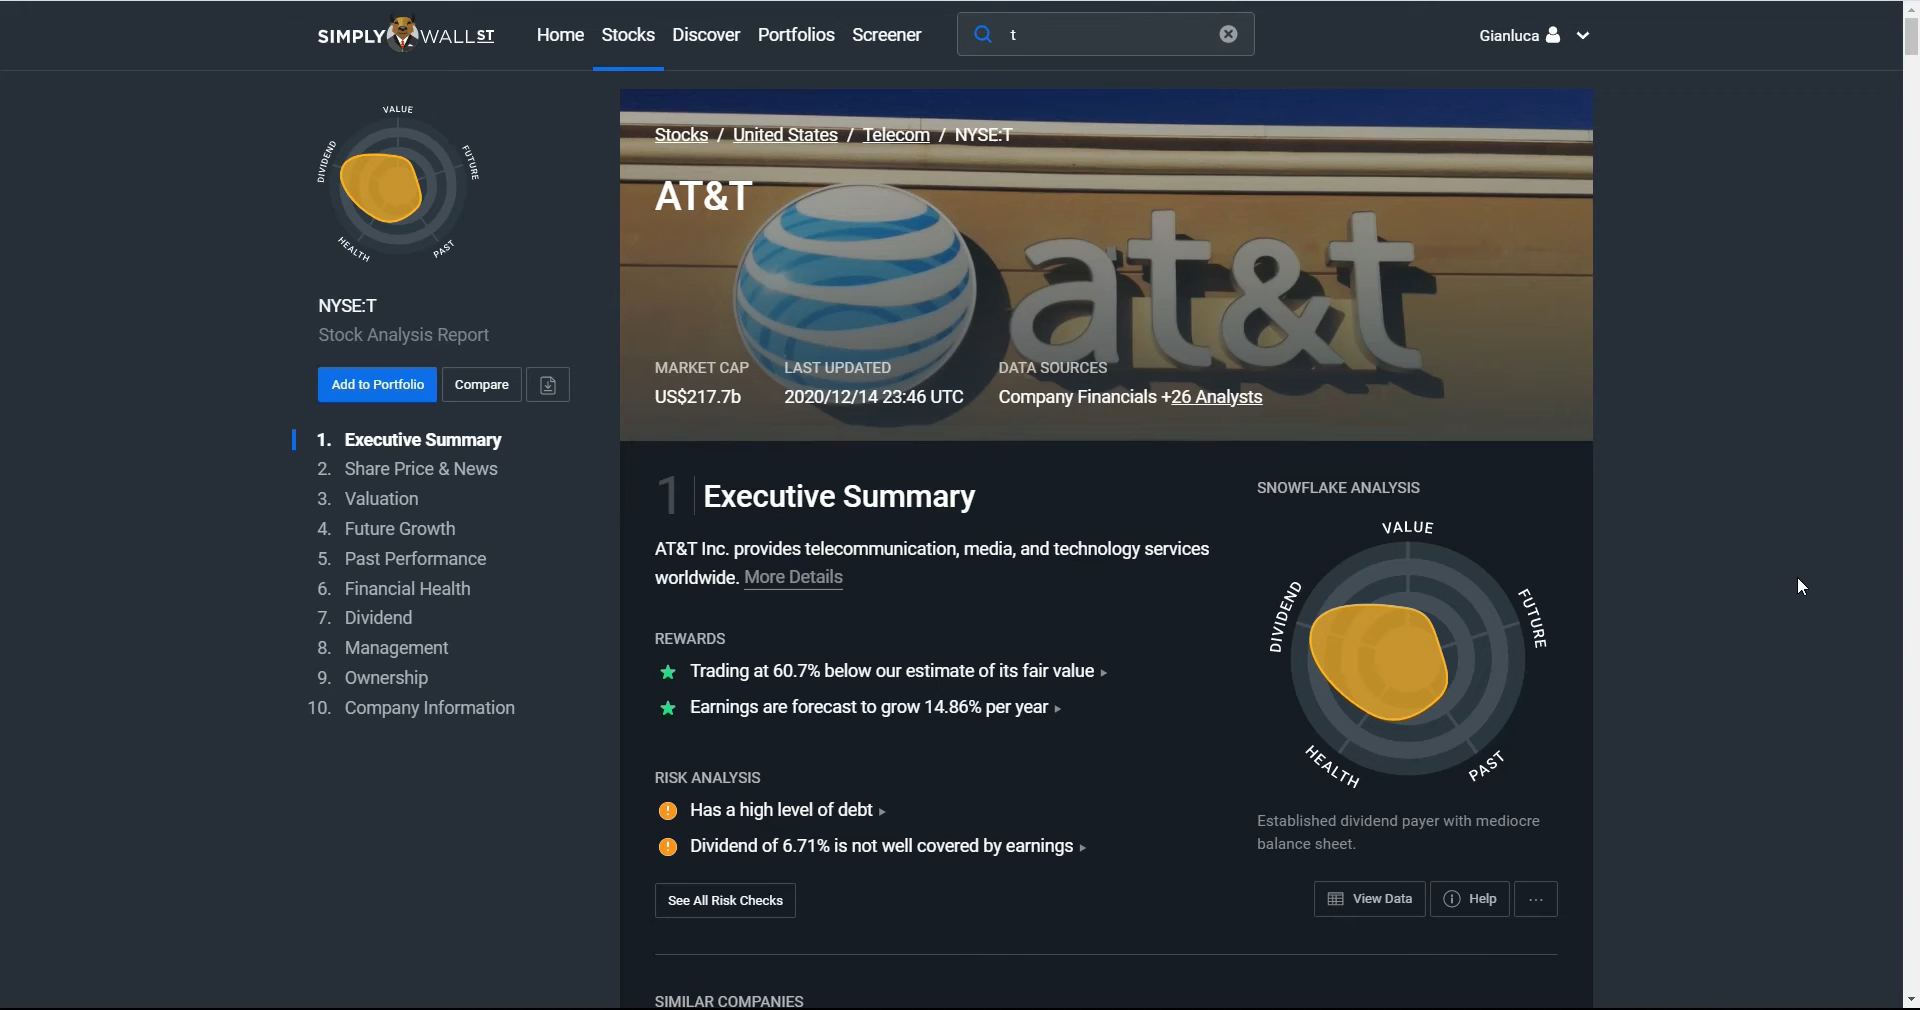 SIMPLY WALL ST
Home Stocks Discover Portfolios Screener
t
Gianluca
VALUE
FUTURE
PAST
HEALTH
DIVIDEND
NYSE:T
Stock Analysis Report
Add to Portfolio
Compare
1. Executive Summary
2. Share Price & News
3. Valuation
4. Future Growth
5. Past Performance
6. Financial Health
7. Dividend
8. Management
9. Ownership
10. Company Information
Stocks / United States / Telecom / NYSE:T
AT&T
at&t
MARKET CAP
US$217.7b
LAST UPDATED
2020/12/14 23:46 UTC
DATA SOURCES
Company Financials +26 Analysts
1 Executive Summary
AT&T Inc. provides telecommunication, media, and technology services
worldwide. More Details
REWARDS
Trading at 60.7% below our estimate of its fair value
Earnings are forecast to grow 14.86% per year
RISK ANALYSIS
Has a high level of debt
Dividend of 6.71% is not well covered by earnings
See All Risk Checks
SNOWFLAKE ANALYSIS
VALUE
FUTURE
PAST
HEALTH
DIVIDEND
Established dividend payer with mediocre
balance sheet.
View Data
Help
...
SIMILAR COMPANIES